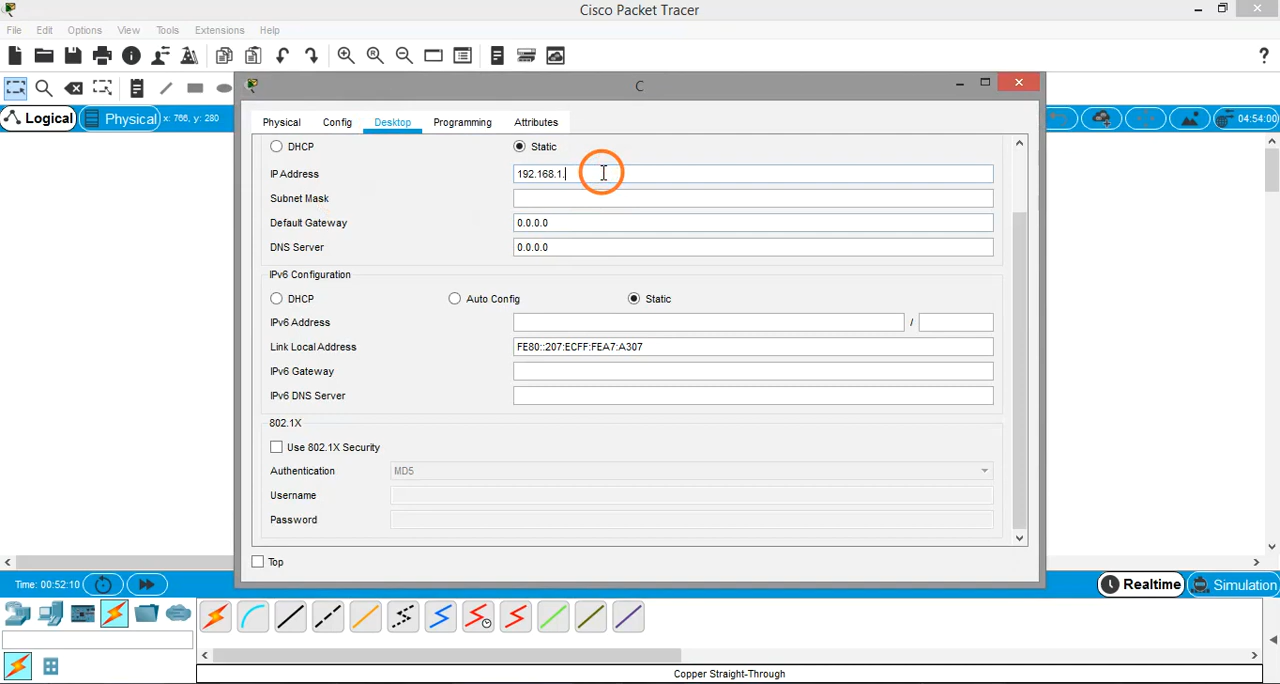 Cisco Packet Tracer
File Edit Options View Tools Extensions Help
C
Logical Physical x: 766, y: 280 04:54:00
Physical Config Desktop Programming Attributes
DHCP Static
IP Address 192.168.1.
Subnet Mask
Default Gateway 0.0.0.0
DNS Server 0.0.0.0
IPv6 Configuration
DHCP Auto Config Static
IPv6 Address /
Link Local Address FE80::207:ECFF:FEA7:A307
IPv6 Gateway
IPv6 DNS Server
802.1X
Use 802.1X Security
Authentication MD5
Username
Password
Top
Time: 00:52:10 Realtime Simulation
Copper Straight-Through